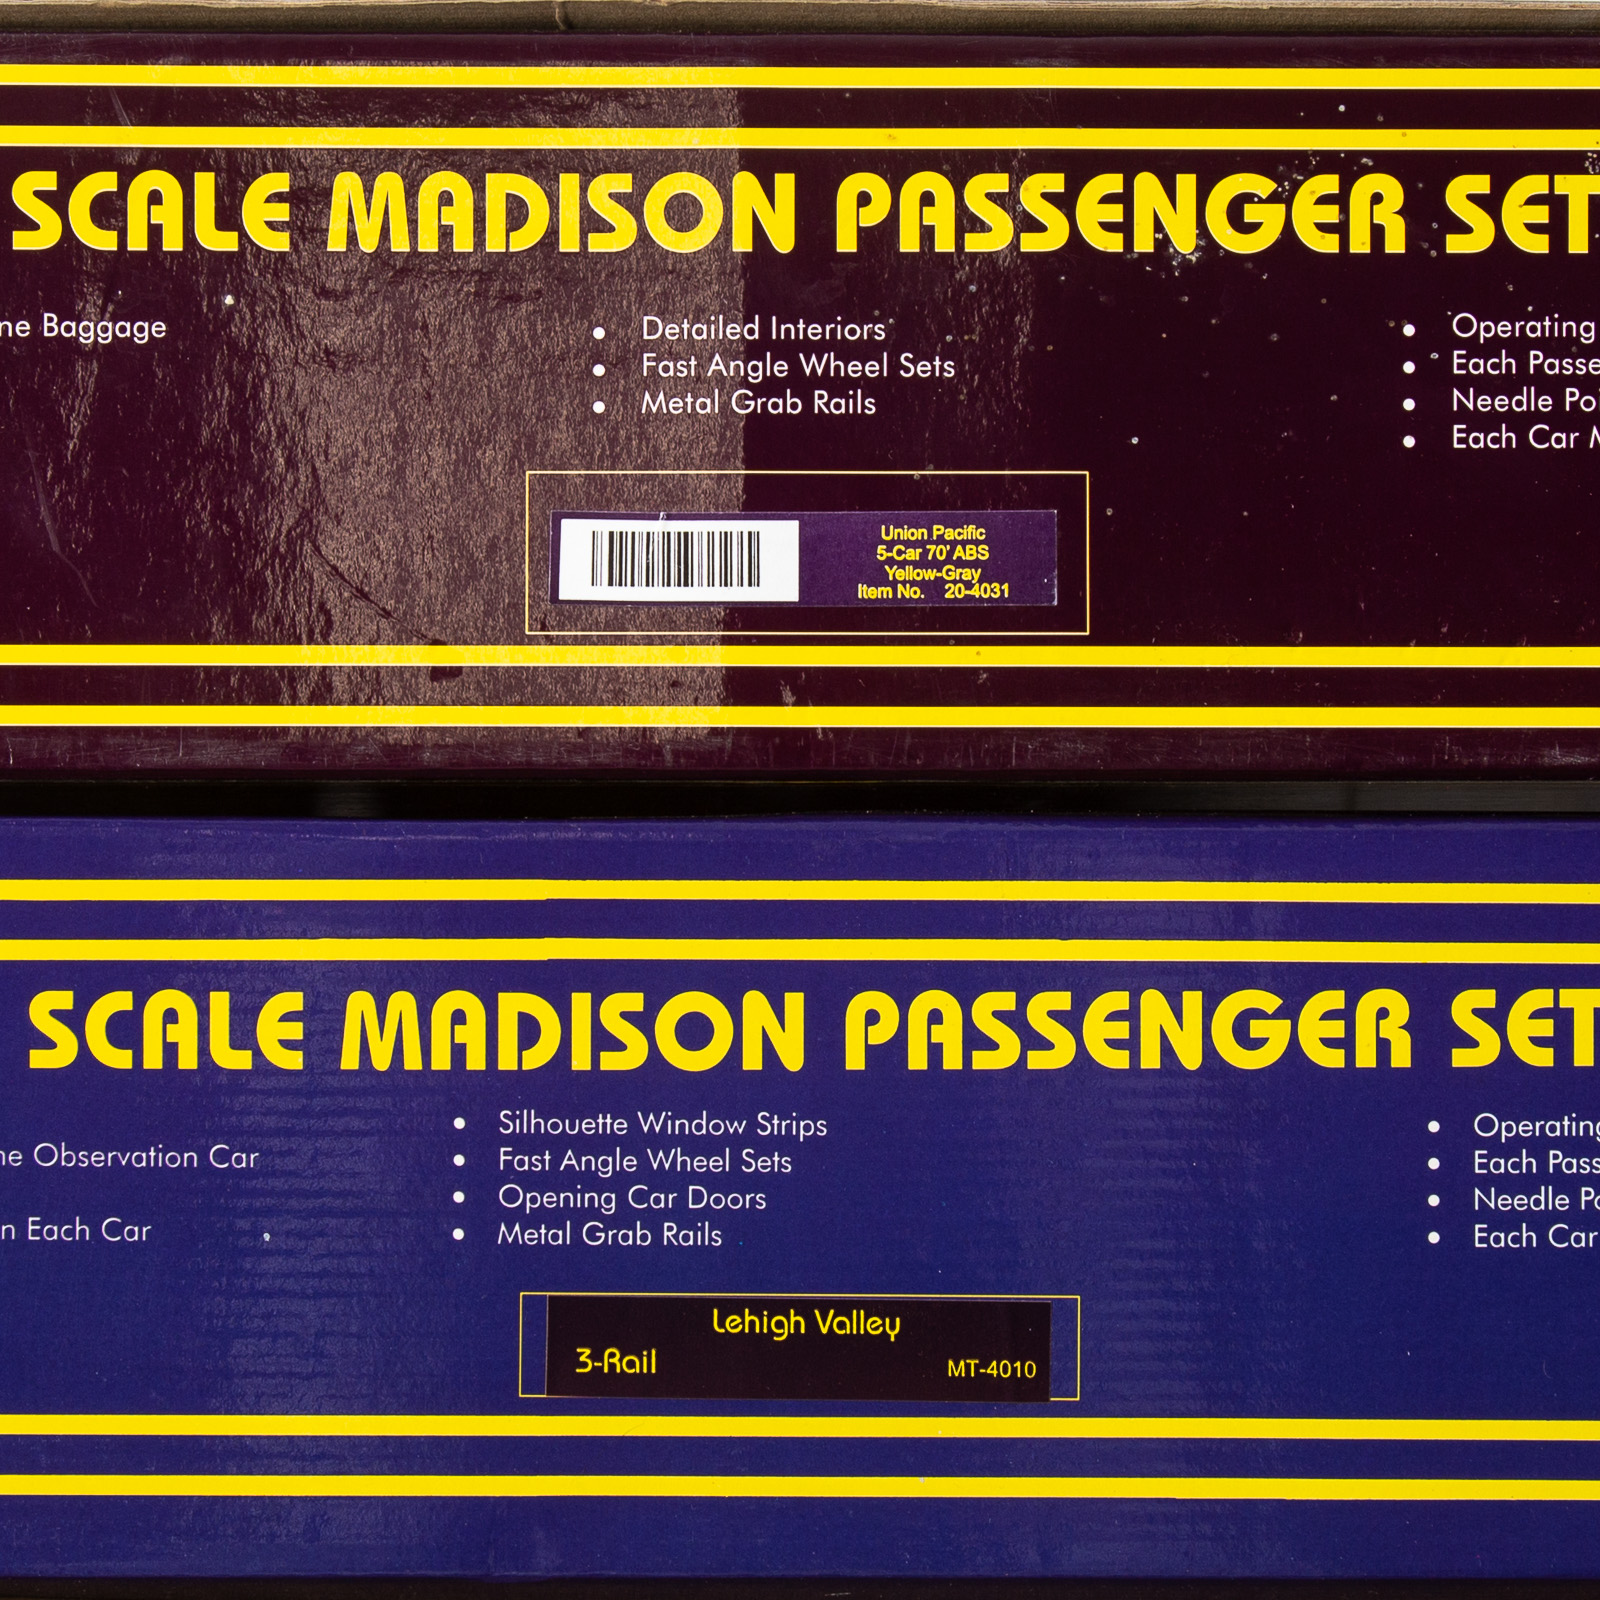 SCALE MADISON PASSENGER SET
ne Baggage
• Detailed Interiors
• Fast Angle Wheel Sets
• Metal Grab Rails
• Operating
• Each Passe
• Needle Poi
• Each Car M
Union Pacific
5-Car 70' ABS
Yellow-Gray
Item No. 20-4031
SCALE MADISON PASSENGER SET
ne Observation Car
n Each Car
• Silhouette Window Strips
• Fast Angle Wheel Sets
• Opening Car Doors
• Metal Grab Rails
• Operating
• Each Pass
• Needle Po
• Each Car
Lehigh Valley
3-Rail MT-4010